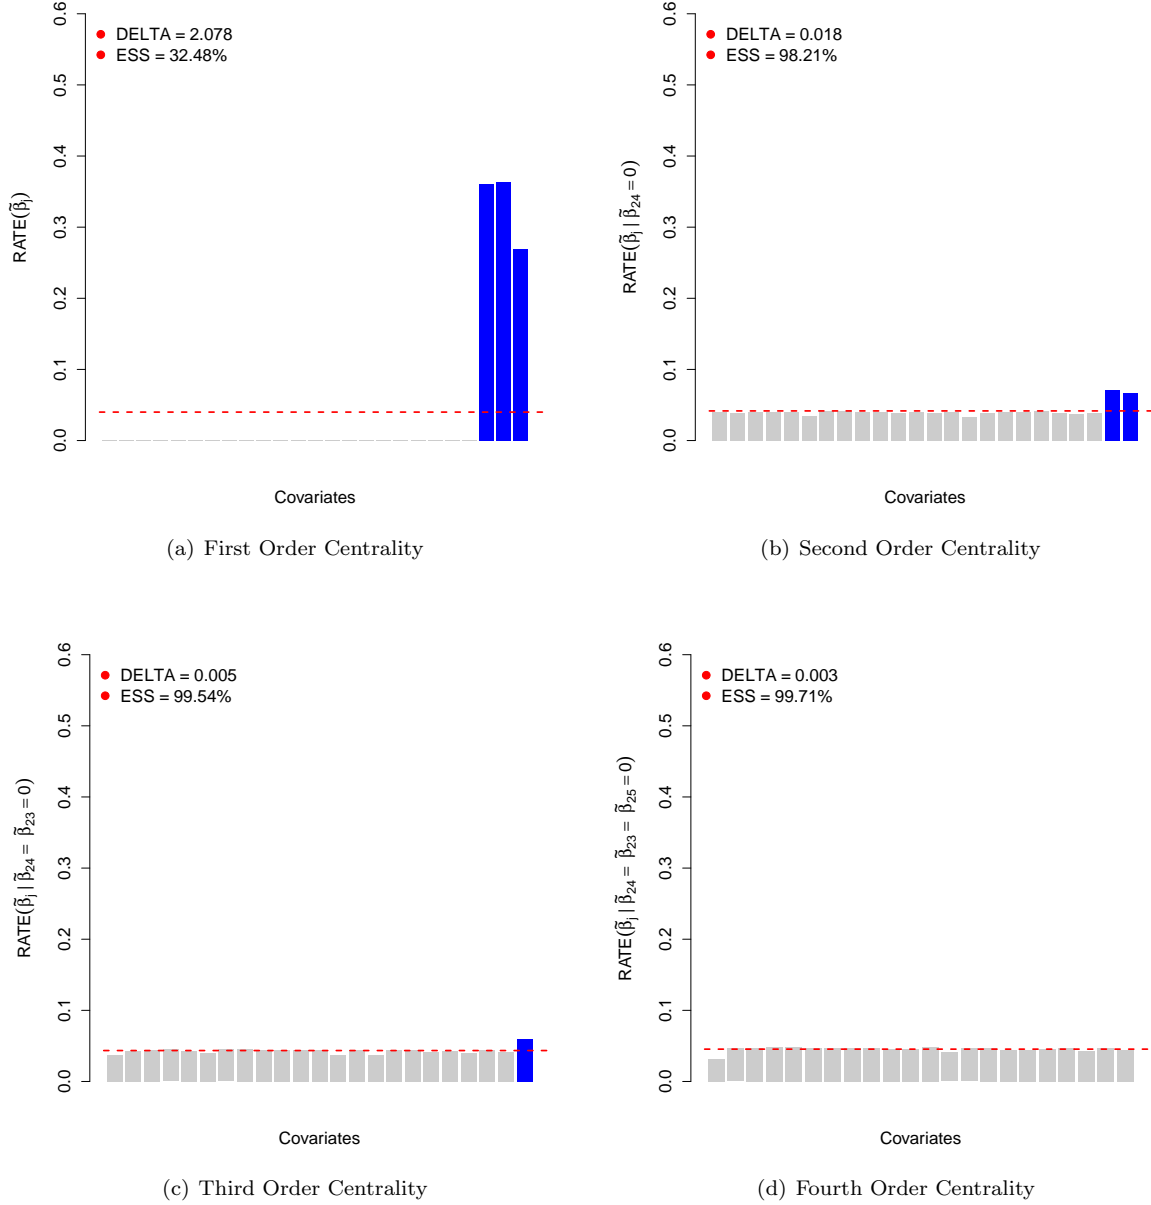 DELTA = 2.078
ESS = 32.48%
RATE(β̃j)
0.0 0.1 0.2 0.3 0.4 0.5 0.6
Covariates
(a) First Order Centrality
DELTA = 0.018
ESS = 98.21%
RATE(β̃j | β̃24 = 0)
0.0 0.1 0.2 0.3 0.4 0.5 0.6
Covariates
(b) Second Order Centrality
DELTA = 0.005
ESS = 99.54%
RATE(β̃j | β̃24 = β̃23 = 0)
0.0 0.1 0.2 0.3 0.4 0.5 0.6
Covariates
(c) Third Order Centrality
DELTA = 0.003
ESS = 99.71%
RATE(β̃j | β̃24 = β̃23 = β̃25 = 0)
0.0 0.1 0.2 0.3 0.4 0.5 0.6
Covariates
(d) Fourth Order Centrality